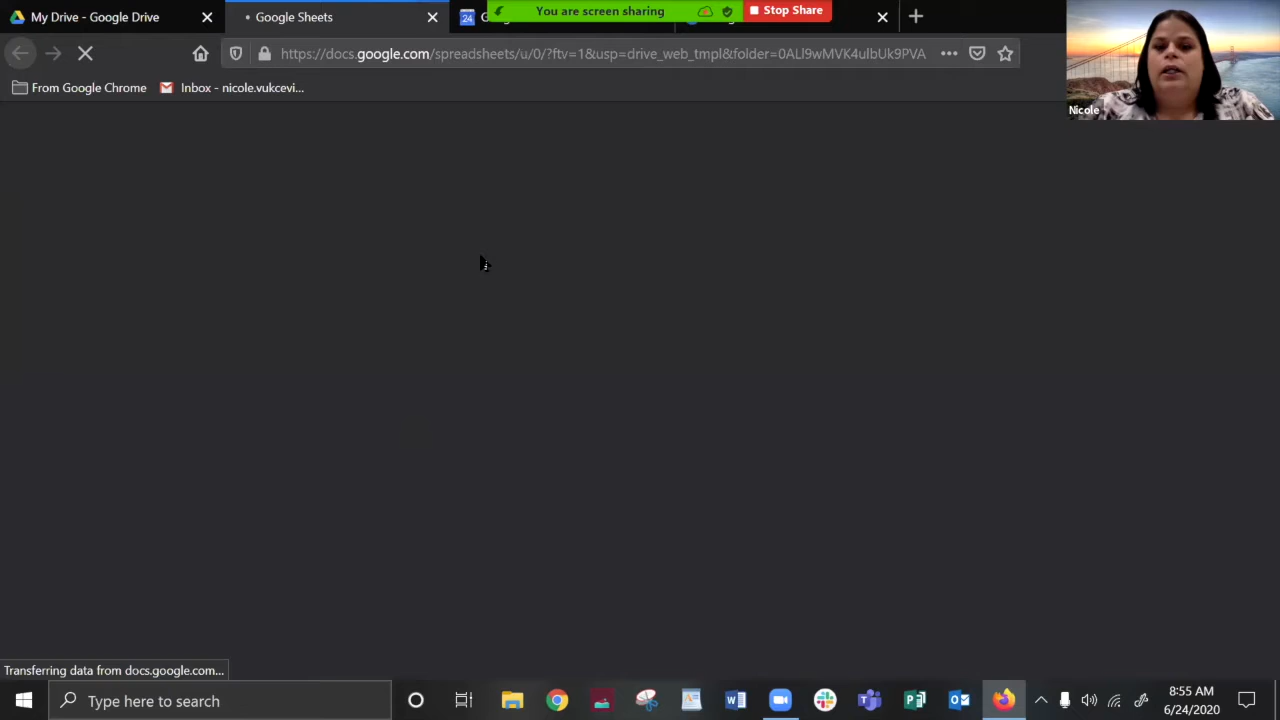 My Drive - Google Drive
Google Sheets
24
You are screen sharing
Stop Share
https://docs.google.com/spreadsheets/u/0/?ftv=1&usp=drive_web_tmpl&folder=0ALl9wMVK4ulbUk9PVA
From Google Chrome
Inbox - nicole.vukcevi...
Nicole
Transferring data from docs.google.com...
Type here to search
8:55 AM
6/24/2020